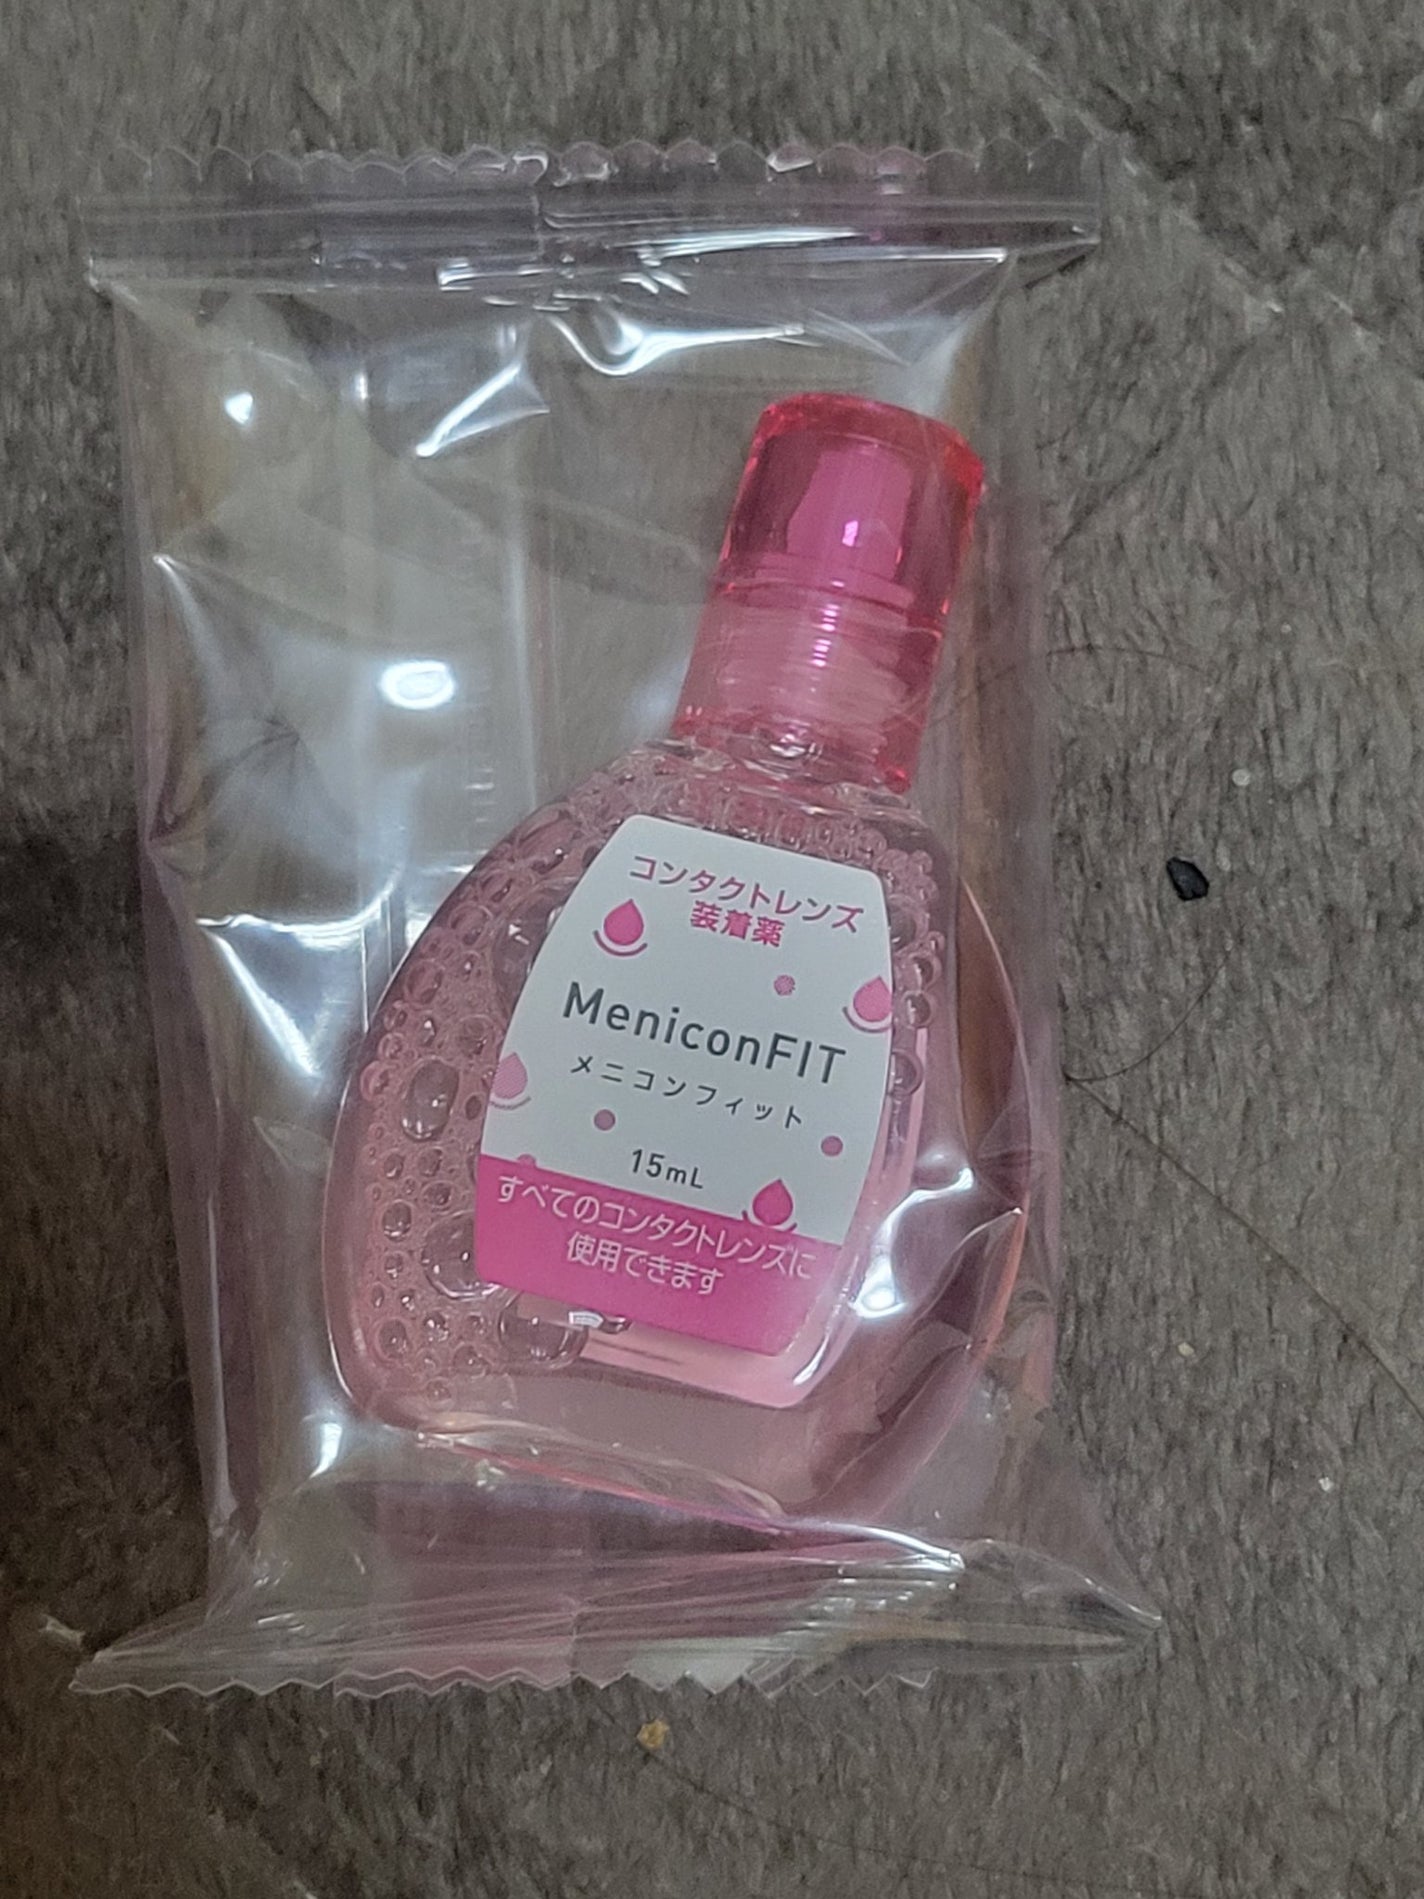 コンタクトレンズ
装着薬
MeniconFIT
メニコンフィット
15mL
すべてのコンタクトレンズに
使用できます